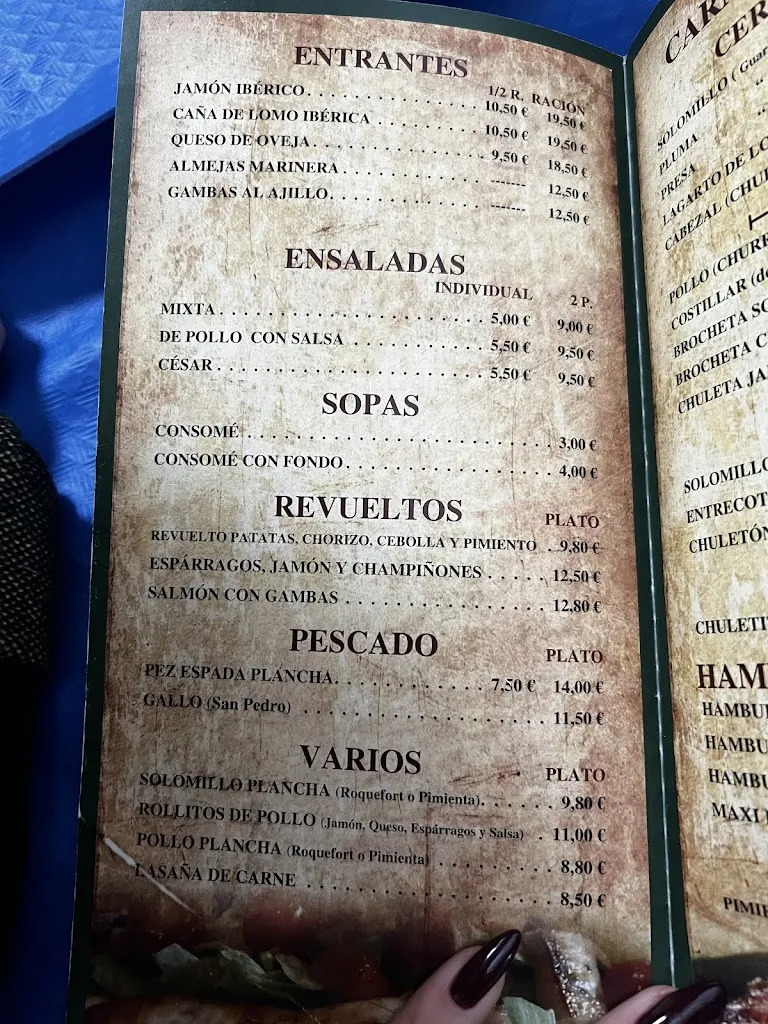 ENTRANTES
1/2 R. RACIÓN
JAMÓN IBÉRICO 10,50 € 19,50 €
CAÑA DE LOMO IBÉRICA 10,50 € 19,50 €
QUESO DE OVEJA 9,50 € 18,50 €
ALMEJAS MARINERA ------- 12,50 €
GAMBAS AL AJILLO ------- 12,50 €
ENSALADAS
INDIVIDUAL 2 P.
MIXTA 5,00 € 9,00 €
DE POLLO CON SALSA 5,50 € 9,50 €
CÉSAR 5,50 € 9,50 €
SOPAS
CONSOMÉ 3,00 €
CONSOMÉ CON FONDO 4,00 €
REVUELTOS PLATO
REVUELTO PATATAS, CHORIZO, CEBOLLA Y PIMIENTO 9,80 €
ESPÁRRAGOS, JAMÓN Y CHAMPIÑONES 12,50 €
SALMÓN CON GAMBAS 12,80 €
PESCADO PLATO
PEZ ESPADA PLANCHA 7,50 € 14,00 €
GALLO (San Pedro) 11,50 €
VARIOS PLATO
SOLOMILLO PLANCHA (Roquefort o Pimienta) 9,80 €
ROLLITOS DE POLLO (Jamón, Queso, Espárragos y Salsa) 11,00 €
POLLO PLANCHA (Roquefort o Pimienta) 8,80 €
LASAÑA DE CARNE 8,50 €
SOLOMILLO
PLUMA
PRESA
LAGARTO DE
CABEZAL
POLLO
COSTILLAR
BROCHETA
BROCHETA
CHULETA